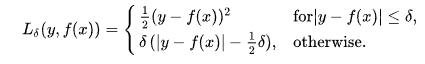 L_δ(y, f(x)) = { ½(y − f(x))² for|y − f(x)| ≤ δ,
δ (|y − f(x)| − ½δ), otherwise.